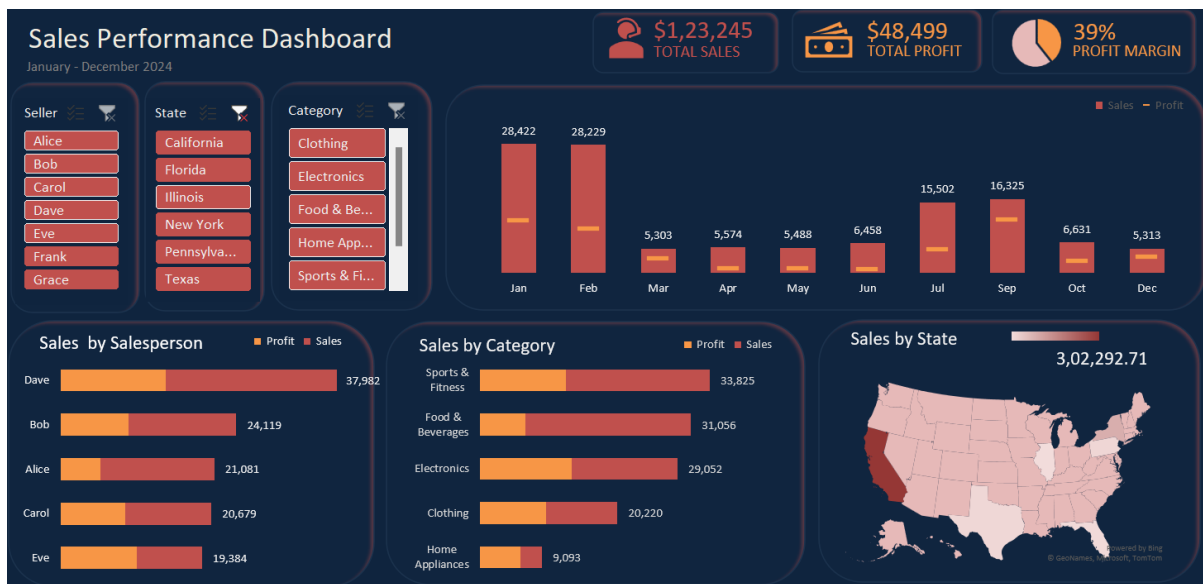 Sales Performance Dashboard
January - December 2024
$1,23,245
TOTAL SALES
$48,499
TOTAL PROFIT
39%
PROFIT MARGIN
Seller
Alice
Bob
Carol
Dave
Eve
Frank
Grace
State
California
Florida
Illinois
New York
Pennsylva...
Texas
Category
Clothing
Electronics
Food & Be...
Home App...
Sports & Fi...
Sales Profit
28,422 28,229 5,303 5,574 5,488 6,458 15,502 16,325 6,631 5,313
Jan Feb Mar Apr May Jun Jul Sep Oct Dec
Sales by Salesperson
Profit Sales
Dave 37,982
Bob 24,119
Alice 21,081
Carol 20,679
Eve 19,384
Sales by Category
Profit Sales
Sports &
Fitness
33,825
Food &
Beverages
31,056
Electronics 29,052
Clothing 20,220
Home
Appliances
9,093
Sales by State
3,02,292.71
Powered by Bing
© GeoNames, Microsoft, TomTom